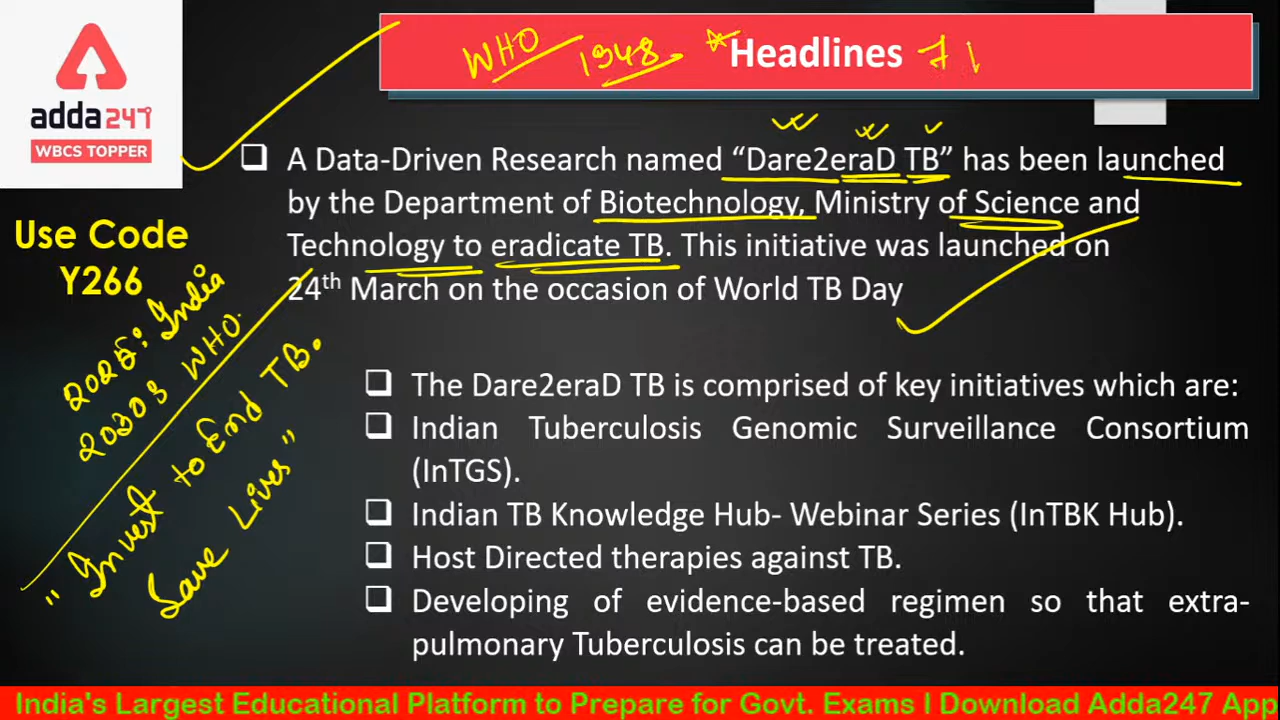 adda247
WBCS TOPPER
Use Code
Y266
WHO 1948 Headlines
A Data-Driven Research named “Dare2eraD TB” has been launched
by the Department of Biotechnology, Ministry of Science and
Technology to eradicate TB. This initiative was launched on
24th March on the occasion of World TB Day
2025: India
2030 WHO.
"Invest to End TB.
Save Lives"
The Dare2eraD TB is comprised of key initiatives which are:
Indian Tuberculosis Genomic Surveillance Consortium
(InTGS).
Indian TB Knowledge Hub- Webinar Series (InTBK Hub).
Host Directed therapies against TB.
Developing of evidence-based regimen so that extra-
pulmonary Tuberculosis can be treated.
India's Largest Educational Platform to Prepare for Govt. Exams I Download Adda247 App